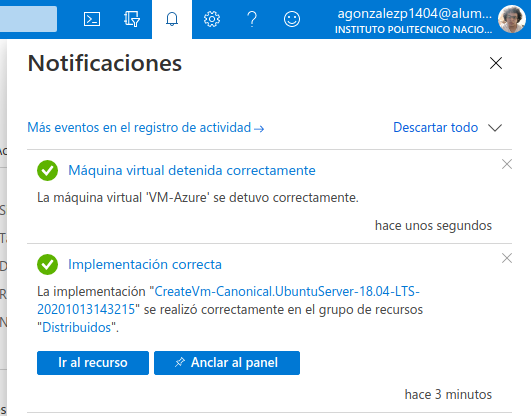 agonzalezp1404@alum...
INSTITUTO POLITECNICO NACIO...
Notificaciones
Más eventos en el registro de actividad→
Descartar todo
Máquina virtual detenida correctamente
La máquina virtual 'VM-Azure' se detuvo correctamente.
hace unos segundos
Implementación correcta
La implementación "CreateVm-Canonical.UbuntuServer-18.04-LTS-
20201013143215" se realizó correctamente en el grupo de recursos
"Distribuidos".
Ir al recurso
Anclar al panel
hace 3 minutos